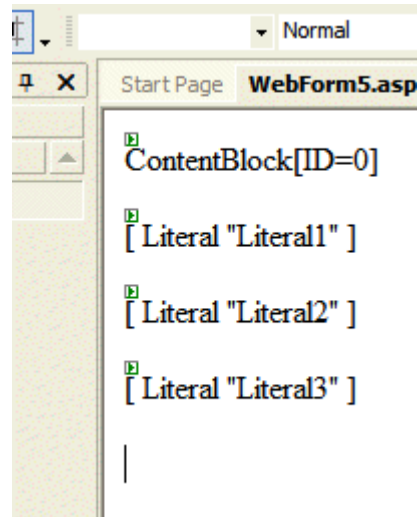 Normal
Start Page WebForm5.asp
ContentBlock[ID=0]
[ Literal "Literal1" ]
[ Literal "Literal2" ]
[ Literal "Literal3" ]